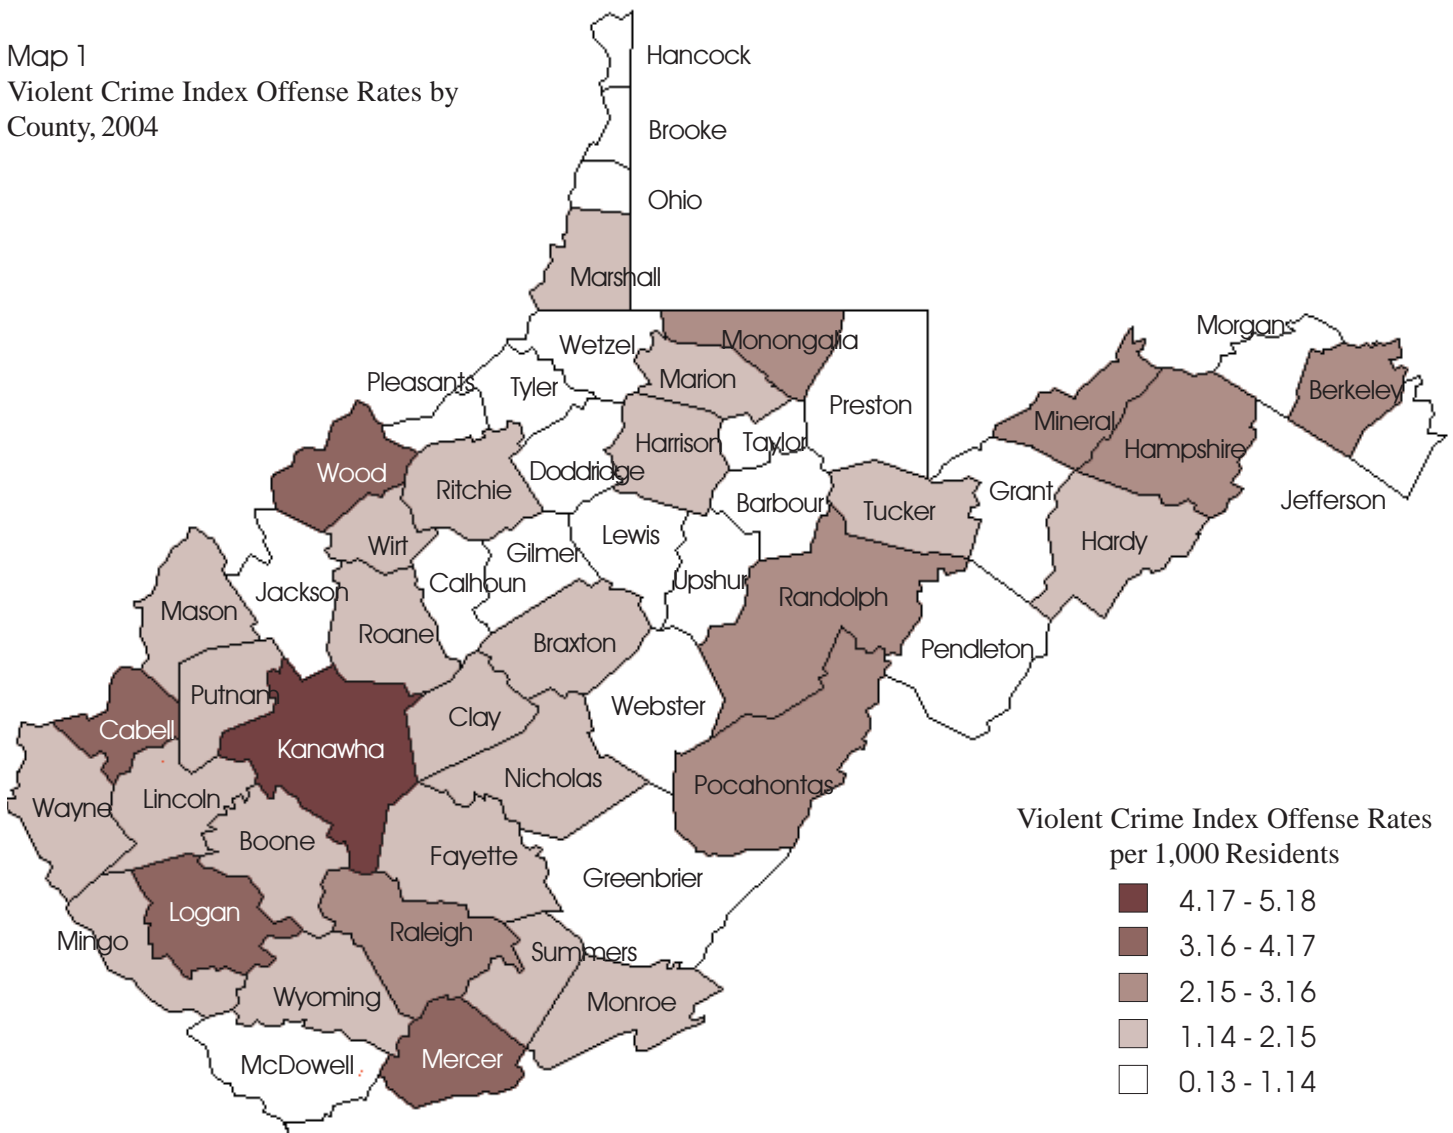 Map 1
Violent Crime Index Offense Rates by
County, 2004
Hancock
Brooke
Ohio
Marshall
Morgans
Wetzel
Monongalia
Pleasants
Tyler
Marion
Preston
Berkeley
Mineral
Hampshire
Wood
Ritchie
Doddridge
Harrison
Taylor
Barbour
Tucker
Grant
Jefferson
Hardy
Wirt
Gilmer
Lewis
Calhoun
Upshur
Jackson
Mason
Roane
Braxton
Randolph
Pendleton
Putnam
Cabell
Kanawha
Clay
Webster
Wayne
Lincoln
Nicholas
Pocahontas
Boone
Fayette
Greenbrier
Logan
Mingo
Raleigh
Summers
Wyoming
Monroe
McDowell
Mercer
Violent Crime Index Offense Rates
per 1,000 Residents
4.17 - 5.18
3.16 - 4.17
2.15 - 3.16
1.14 - 2.15
0.13 - 1.14